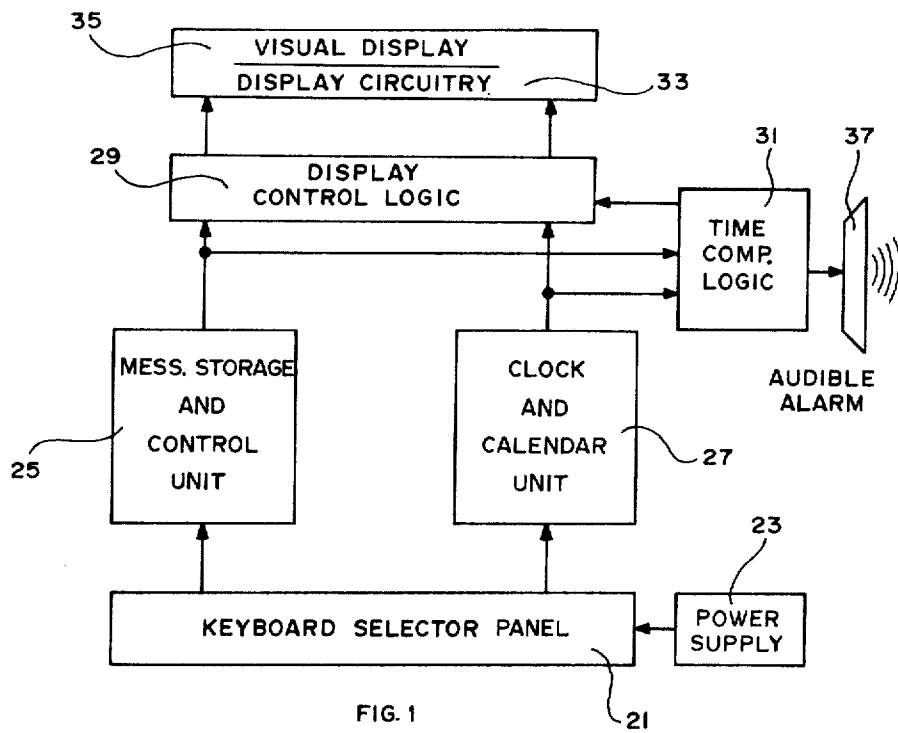 35
VISUAL DISPLAY
DISPLAY CIRCUITRY
33
29
DISPLAY
CONTROL LOGIC
31
37
TIME
COMP.
LOGIC
MESS. STORAGE
AND
CONTROL
UNIT
25
CLOCK
AND
CALENDAR
UNIT
27
AUDIBLE
ALARM
23
KEYBOARD SELECTOR PANEL
POWER
SUPPLY
21
FIG. 1